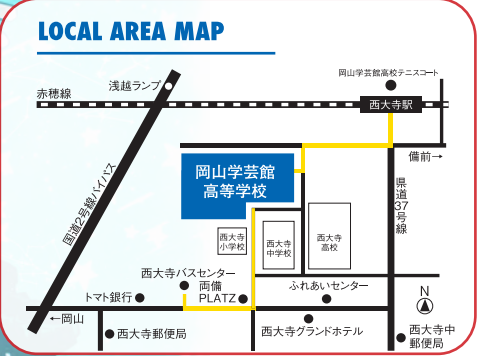 LOCAL AREA MAP
岡山学芸館高校テニスコート
浅越ランプ
赤穂線
西大寺駅
備前→
岡山学芸館
高等学校
県道37号線
国道2号線バイパス
西大寺
小学校
西大寺
中学校
西大寺
高校
西大寺バスセンター
両備
PLATZ
ふれあいセンター
N
トマト銀行
←岡山
西大寺郵便局
西大寺グランドホテル
西大寺中
郵便局